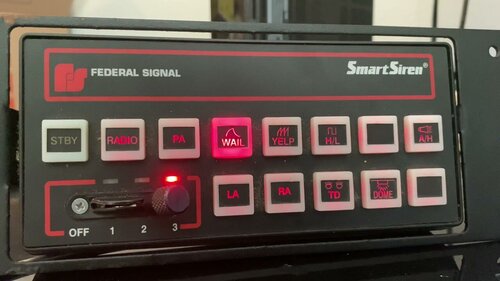 FEDERAL SIGNAL
SmartSiren®
STBY
RADIO
PA
WAIL
YELP
H/L
A/H
LA
RA
TD
DOME
OFF 1 2 3